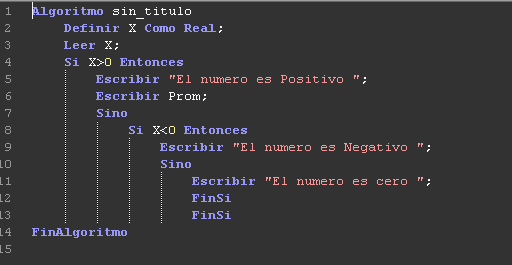 1 Algoritmo sin_titulo
2 Definir X Como Real;
3 Leer X;
4 Si X>0 Entonces
5 Escribir "El numero es Positivo ";
6 Escribir Prom;
7 Sino
8 Si X<0 Entonces
9 Escribir "El numero es Negativo ";
10 Sino
11 Escribir "El numero es cero ";
12 FinSi
13 FinSi
14 FinAlgoritmo
15